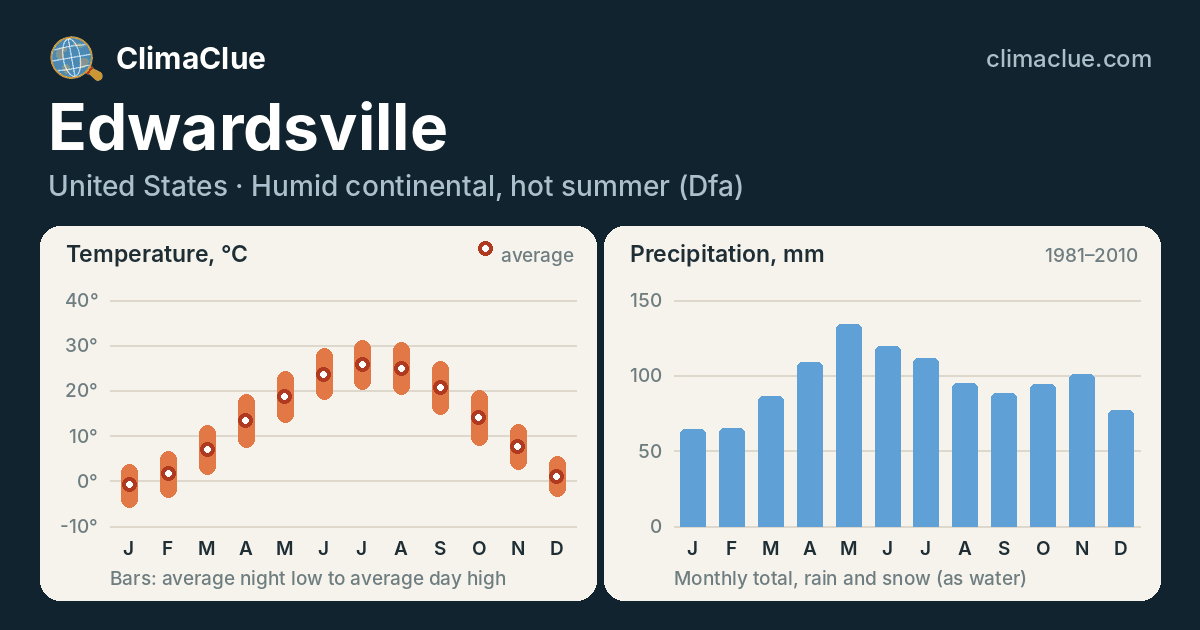 ClimaClue
climaclue.com
Edwardsville
United States · Humid continental, hot summer (Dfa)
Temperature, °C
average
40°
30°
20°
10°
0°
-10°
J F M A M J J A S O N D
Bars: average night low to average day high
Precipitation, mm
1981–2010
150
100
50
0
J F M A M J J A S O N D
Monthly total, rain and snow (as water)